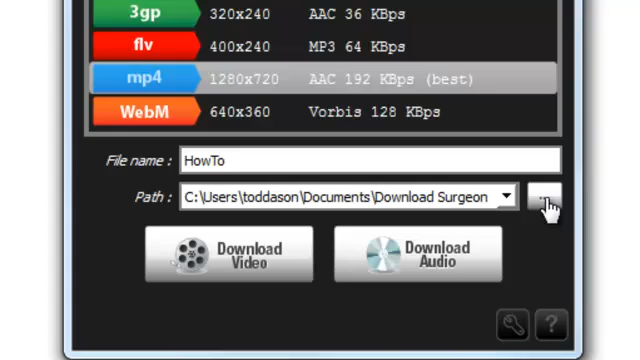 3gp 320x240 AAC 36 KBps
flv 400x240 MP3 64 KBps
mp4 1280x720 AAC 192 KBps (best)
WebM 640x360 Vorbis 128 KBps
File name : HowTo
Path : C:\Users\toddason\Documents\Download Surgeon ...
Download Video
Download Audio
?